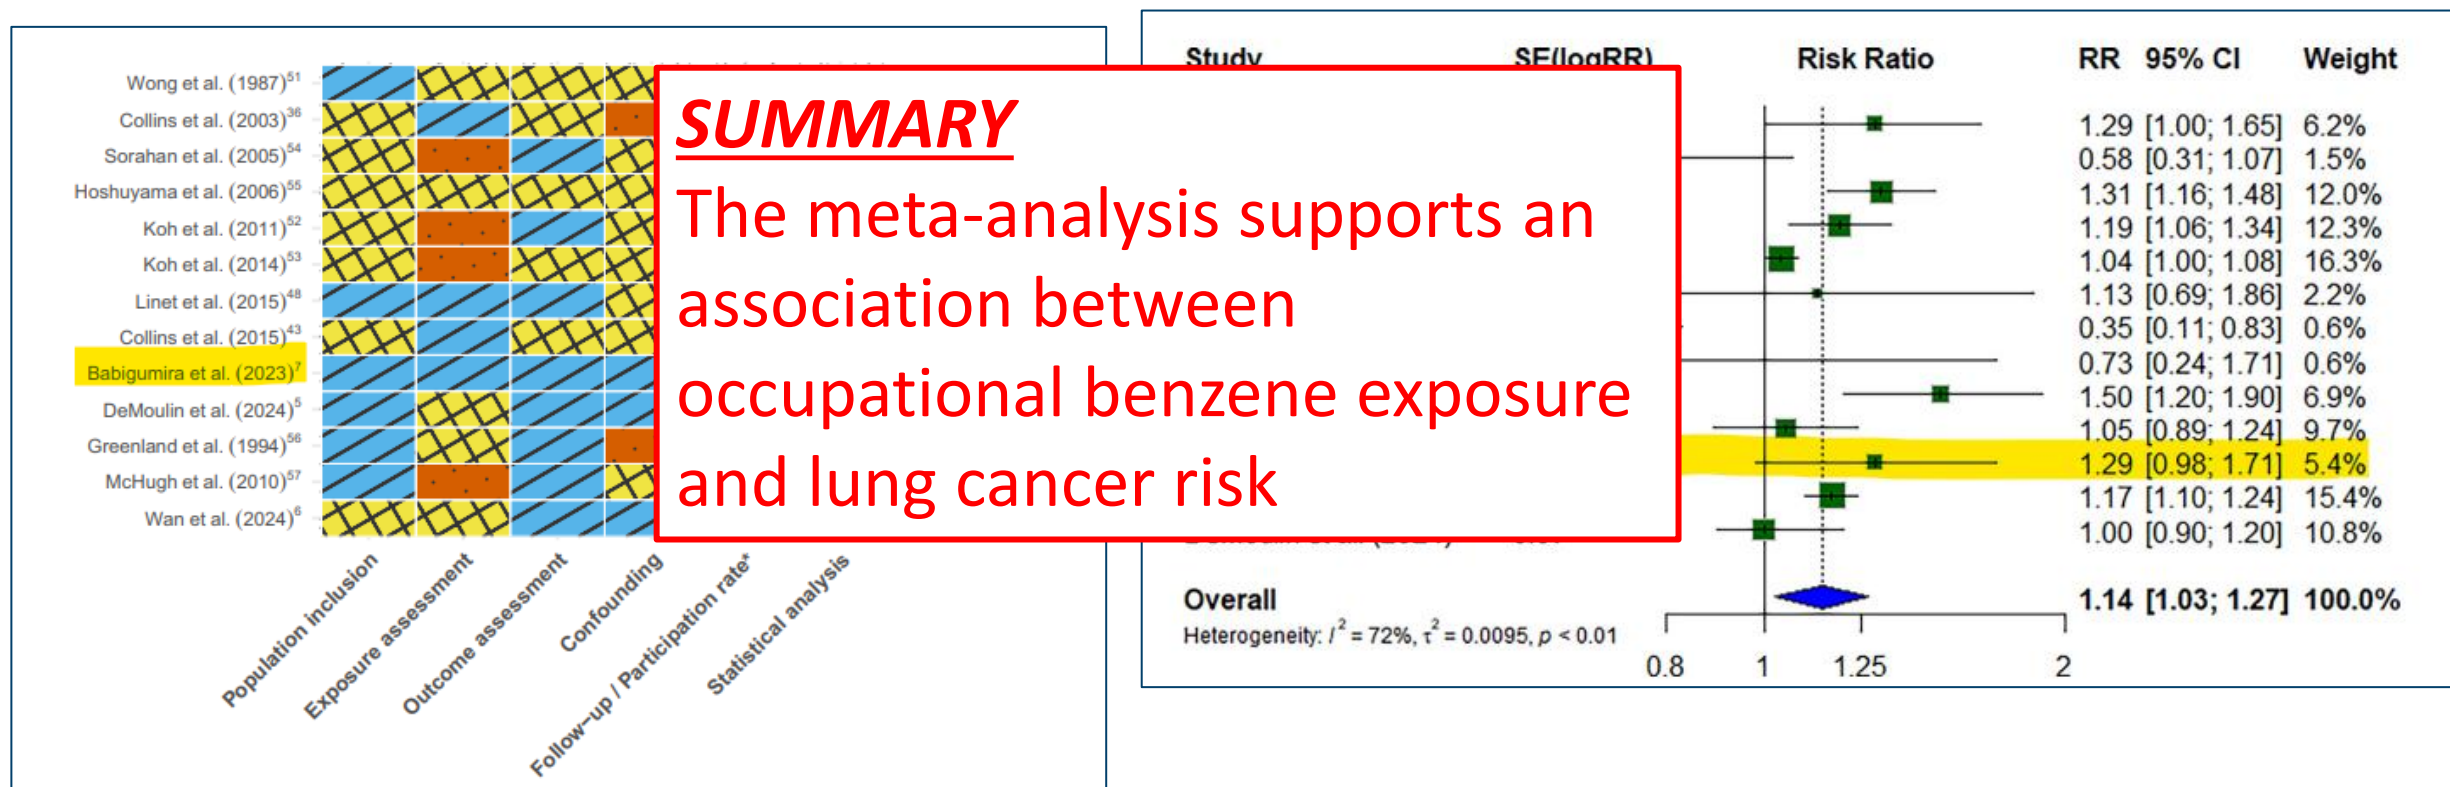 Wong et al. (1987)51
Collins et al. (2003)36
Sorahan et al. (2005)54
Hoshuyama et al. (2006)55
Koh et al. (2011)52
Koh et al. (2014)53
Linet et al. (2015)48
Collins et al. (2015)43
Babigumira et al. (2023)7
DeMoulin et al. (2024)5
Greenland et al. (1994)56
McHugh et al. (2010)57
Wan et al. (2024)6
Population inclusion
Exposure assessment
Outcome assessment
Confounding
Follow-up / Participation rate*
Statistical analysis
SUMMARY
The meta-analysis supports an
association between
occupational benzene exposure
and lung cancer risk
Study SE(logRR) Risk Ratio RR 95% CI Weight
1.29 [1.00; 1.65] 6.2%
0.58 [0.31; 1.07] 1.5%
1.31 [1.16; 1.48] 12.0%
1.19 [1.06; 1.34] 12.3%
1.04 [1.00; 1.08] 16.3%
1.13 [0.69; 1.86] 2.2%
0.35 [0.11; 0.83] 0.6%
0.73 [0.24; 1.71] 0.6%
1.50 [1.20; 1.90] 6.9%
1.05 [0.89; 1.24] 9.7%
1.29 [0.98; 1.71] 5.4%
1.17 [1.10; 1.24] 15.4%
1.00 [0.90; 1.20] 10.8%
Overall 1.14 [1.03; 1.27] 100.0%
Heterogeneity: I2 = 72%, τ2 = 0.0095, p < 0.01
0.8 1 1.25 2